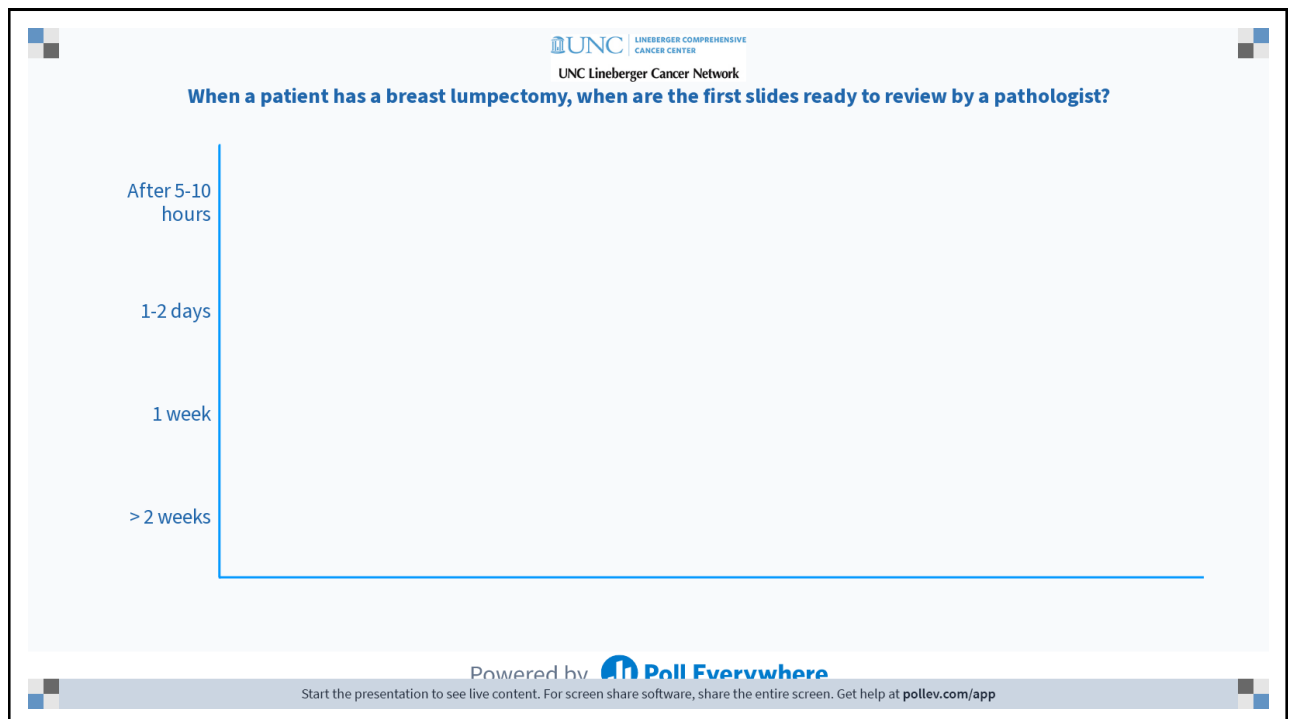 UNC LINEBERGER COMPREHENSIVE
CANCER CENTER
UNC Lineberger Cancer Network
When a patient has a breast lumpectomy, when are the first slides ready to review by a pathologist?
After 5-10
hours
1-2 days
1 week
> 2 weeks
Powered by Poll Everywhere
Start the presentation to see live content. For screen share software, share the entire screen. Get help at pollev.com/app